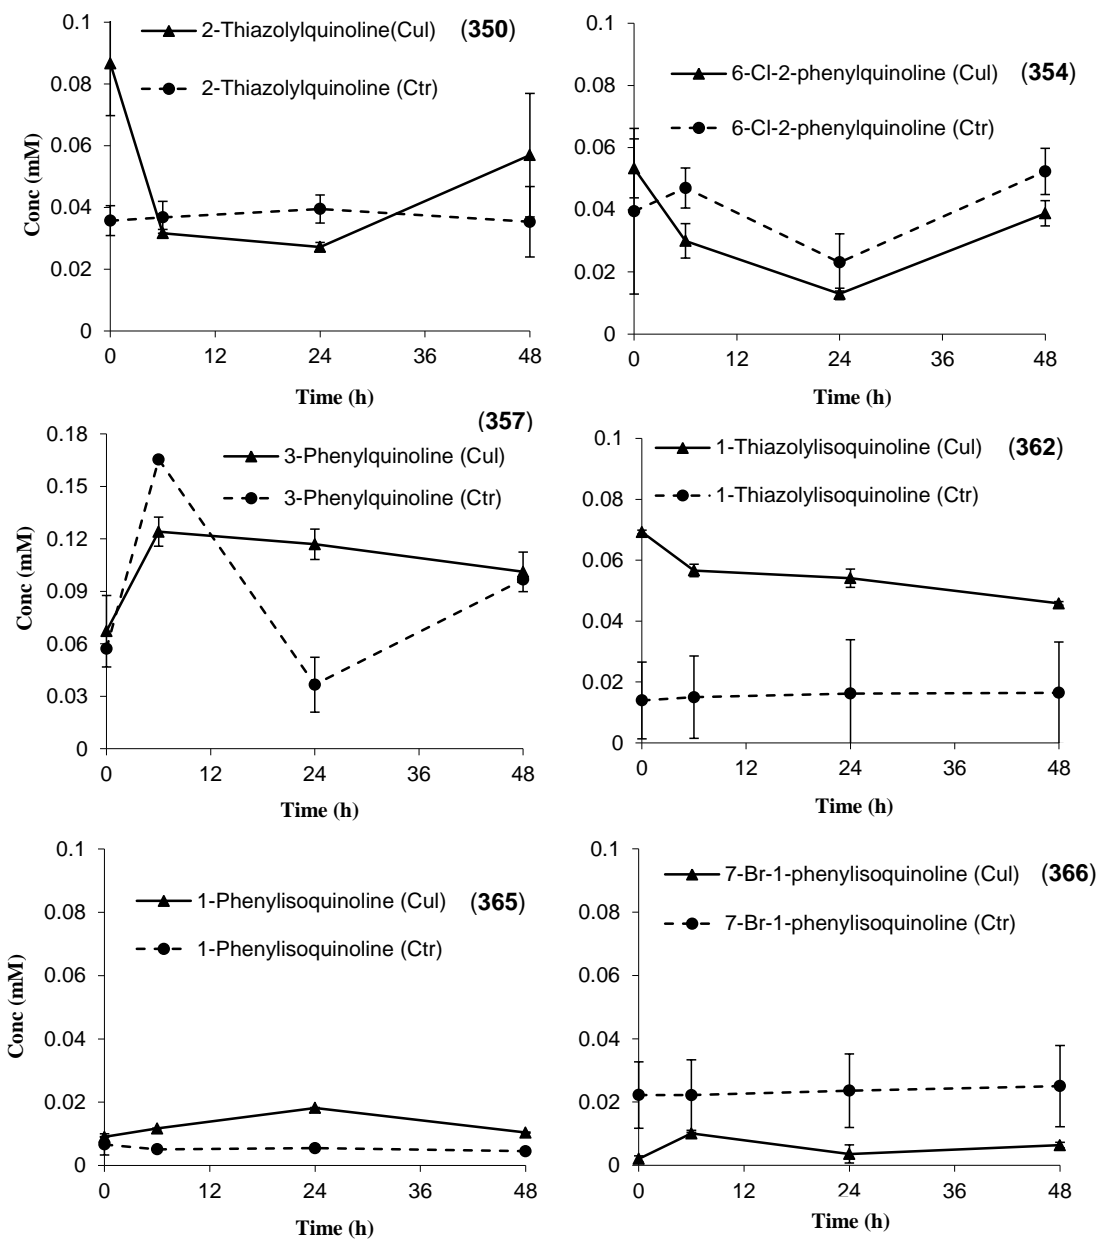 0.1
0.08
0.06
0.04
0.02
0
Conc (mM)
2-Thiazolylquinoline(Cul) (350)
2-Thiazolylquinoline (Ctr)
0 12 24 36 48
Time (h)
0.1
0.08
0.06
0.04
0.02
0
6-Cl-2-phenylquinoline (Cul) (354)
6-Cl-2-phenylquinoline (Ctr)
0 12 24 36 48
Time (h)
(357)
0.18
0.15
0.12
0.09
0.06
0.03
0
Conc (mM)
3-Phenylquinoline (Cul)
3-Phenylquinoline (Ctr)
0 12 24 36 48
Time (h)
0.1
0.08
0.06
0.04
0.02
0
1-Thiazolylisoquinoline (Cul) (362)
1-Thiazolylisoquinoline (Ctr)
0 12 24 36 48
Time (h)
0.1
0.08
0.06
0.04
0.02
0
Conc (mM)
1-Phenylisoquinoline (Cul) (365)
1-Phenylisoquinoline (Ctr)
0 12 24 36 48
Time (h)
0.1
0.08
0.06
0.04
0.02
0
7-Br-1-phenylisoquinoline (Cul) (366)
7-Br-1-phenylisoquinoline (Ctr)
0 12 24 36 48
Time (h)